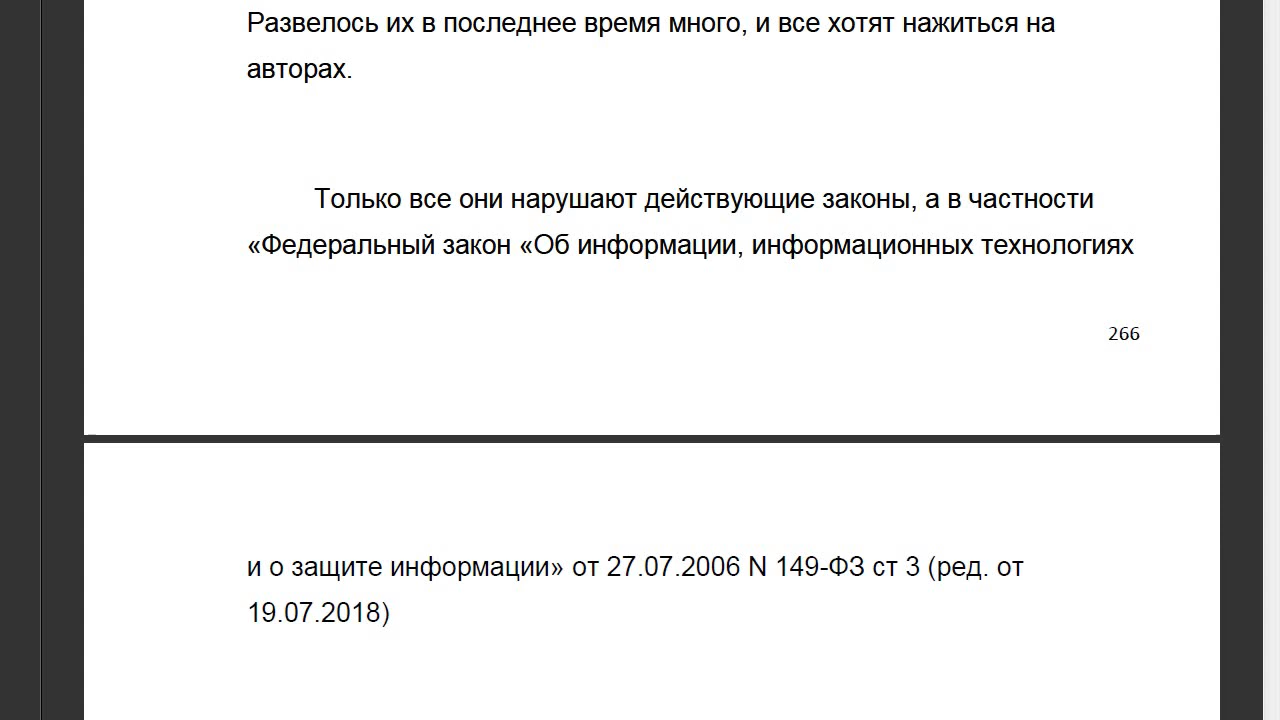 Развелось их в последнее время много, и все хотят нажиться на
авторах.
Только все они нарушают действующие законы, а в частности
«Федеральный закон «Об информации, информационных технологиях
266
и о защите информации» от 27.07.2006 N 149-ФЗ ст 3 (ред. от
19.07.2018)